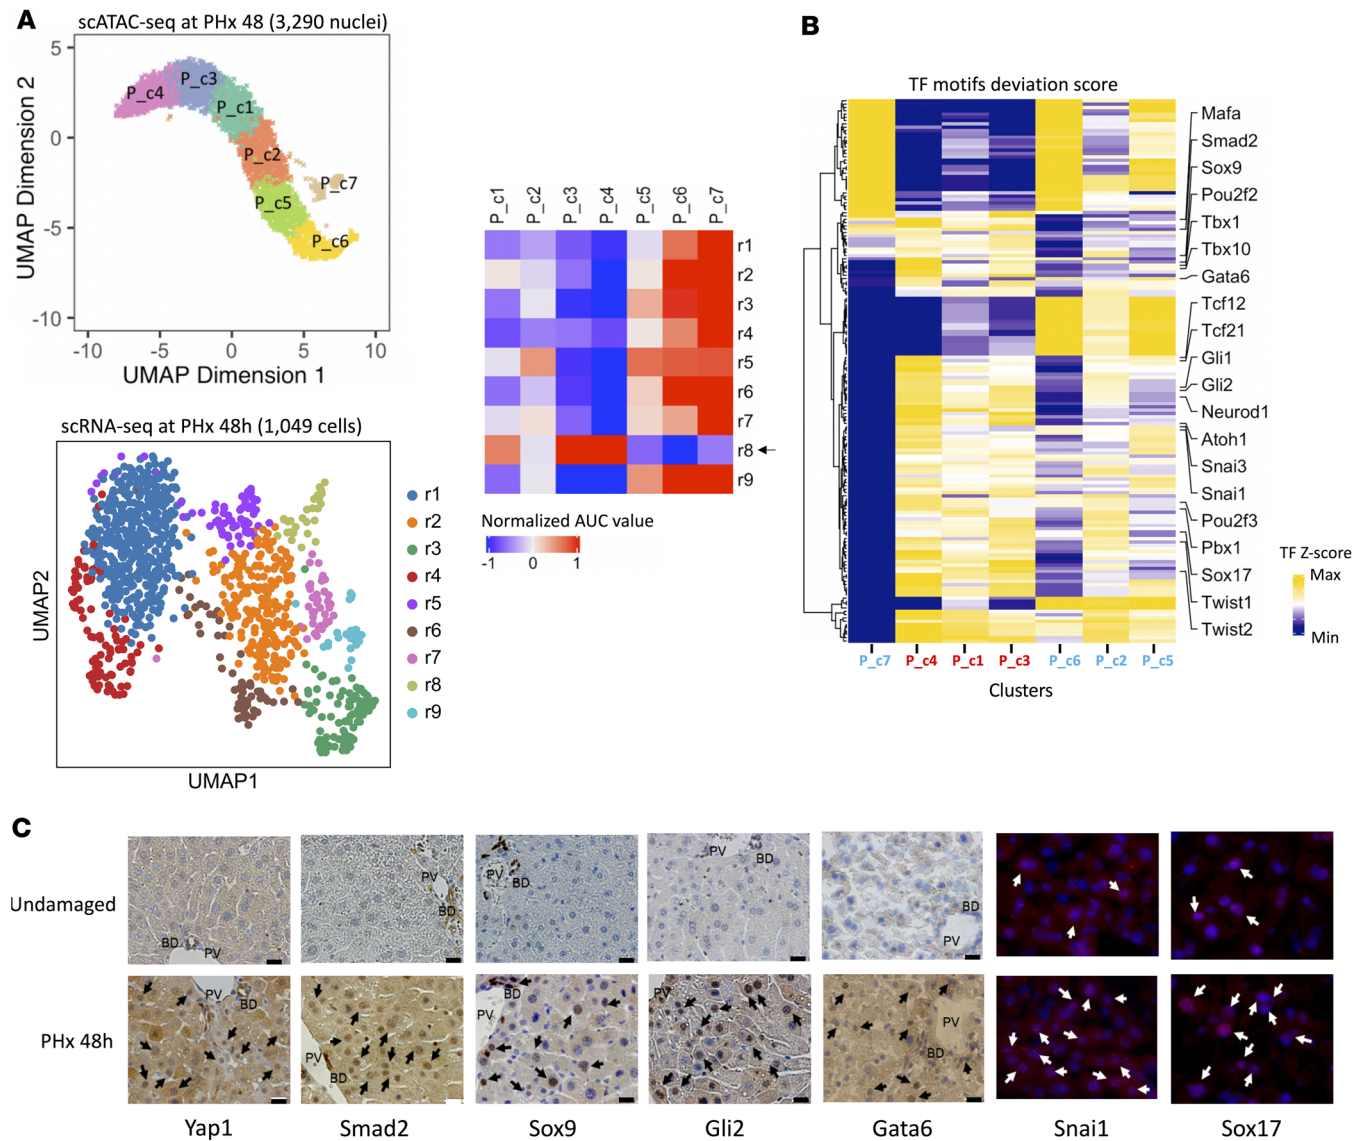 A
scATAC-seq at PHx 48 (3,290 nuclei)
UMAP Dimension 2
5
0
-5
-10
P_c4
P_c3
P_c1
P_c2
P_c7
P_c5
P_c6
-10
-5
0
5
10
UMAP Dimension 1
scRNA-seq at PHx 48h (1,049 cells)
UMAP2
UMAP1
r1
r2
r3
r4
r5
r6
r7
r8
r9
P_c1
P_c2
P_c3
P_c4
P_c5
P_c6
P_c7
r1
r2
r3
r4
r5
r6
r7
r8
r9
Normalized AUC value
-1
0
1
B
TF motifs deviation score
Mafa
Smad2
Sox9
Pou2f2
Tbx1
Tbx10
Gata6
Tcf12
Tcf21
Gli1
Gli2
Neurod1
Atoh1
Snai3
Snai1
Pou2f3
Pbx1
Sox17
Twist1
Twist2
TF Z-score
Max
Min
P_c7
P_c4
P_c1
P_c3
P_c6
P_c2
P_c5
Clusters
C
Undamaged
BD
PV
PV
BD
PV
BD
PV
BD
BD
PV
PHx 48h
PV
BD
PV
BD
BD
PV
PV
PV
BD
Yap1
Smad2
Sox9
Gli2
Gata6
Snai1
Sox17